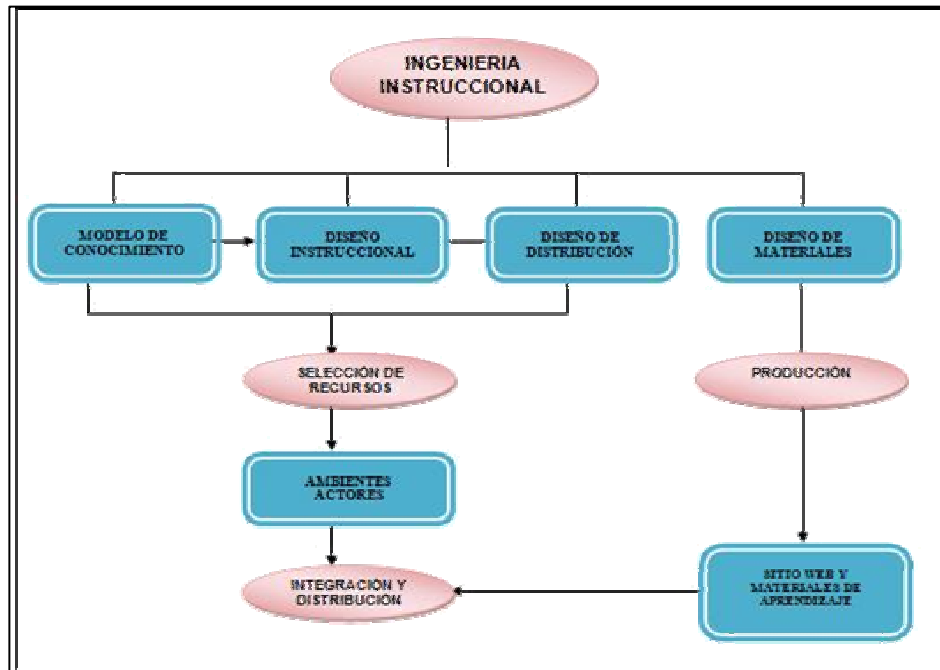 INGENIERIA
INSTRUCCIONAL
MODELO DE
CONOCIMIENTO
DISEÑO
INSTRUCCIONAL
DISEÑO DE
DISTRIBUCIÓN
DISEÑO DE
MATERIALES
SELECCIÓN DE
RECURSOS
PRODUCCIÓN
AMBIENTES
ACTORES
INTEGRACIÓN Y
DISTRIBUCIÓN
SITIO WEB Y
MATERIALES DE
APRENDIZAJE